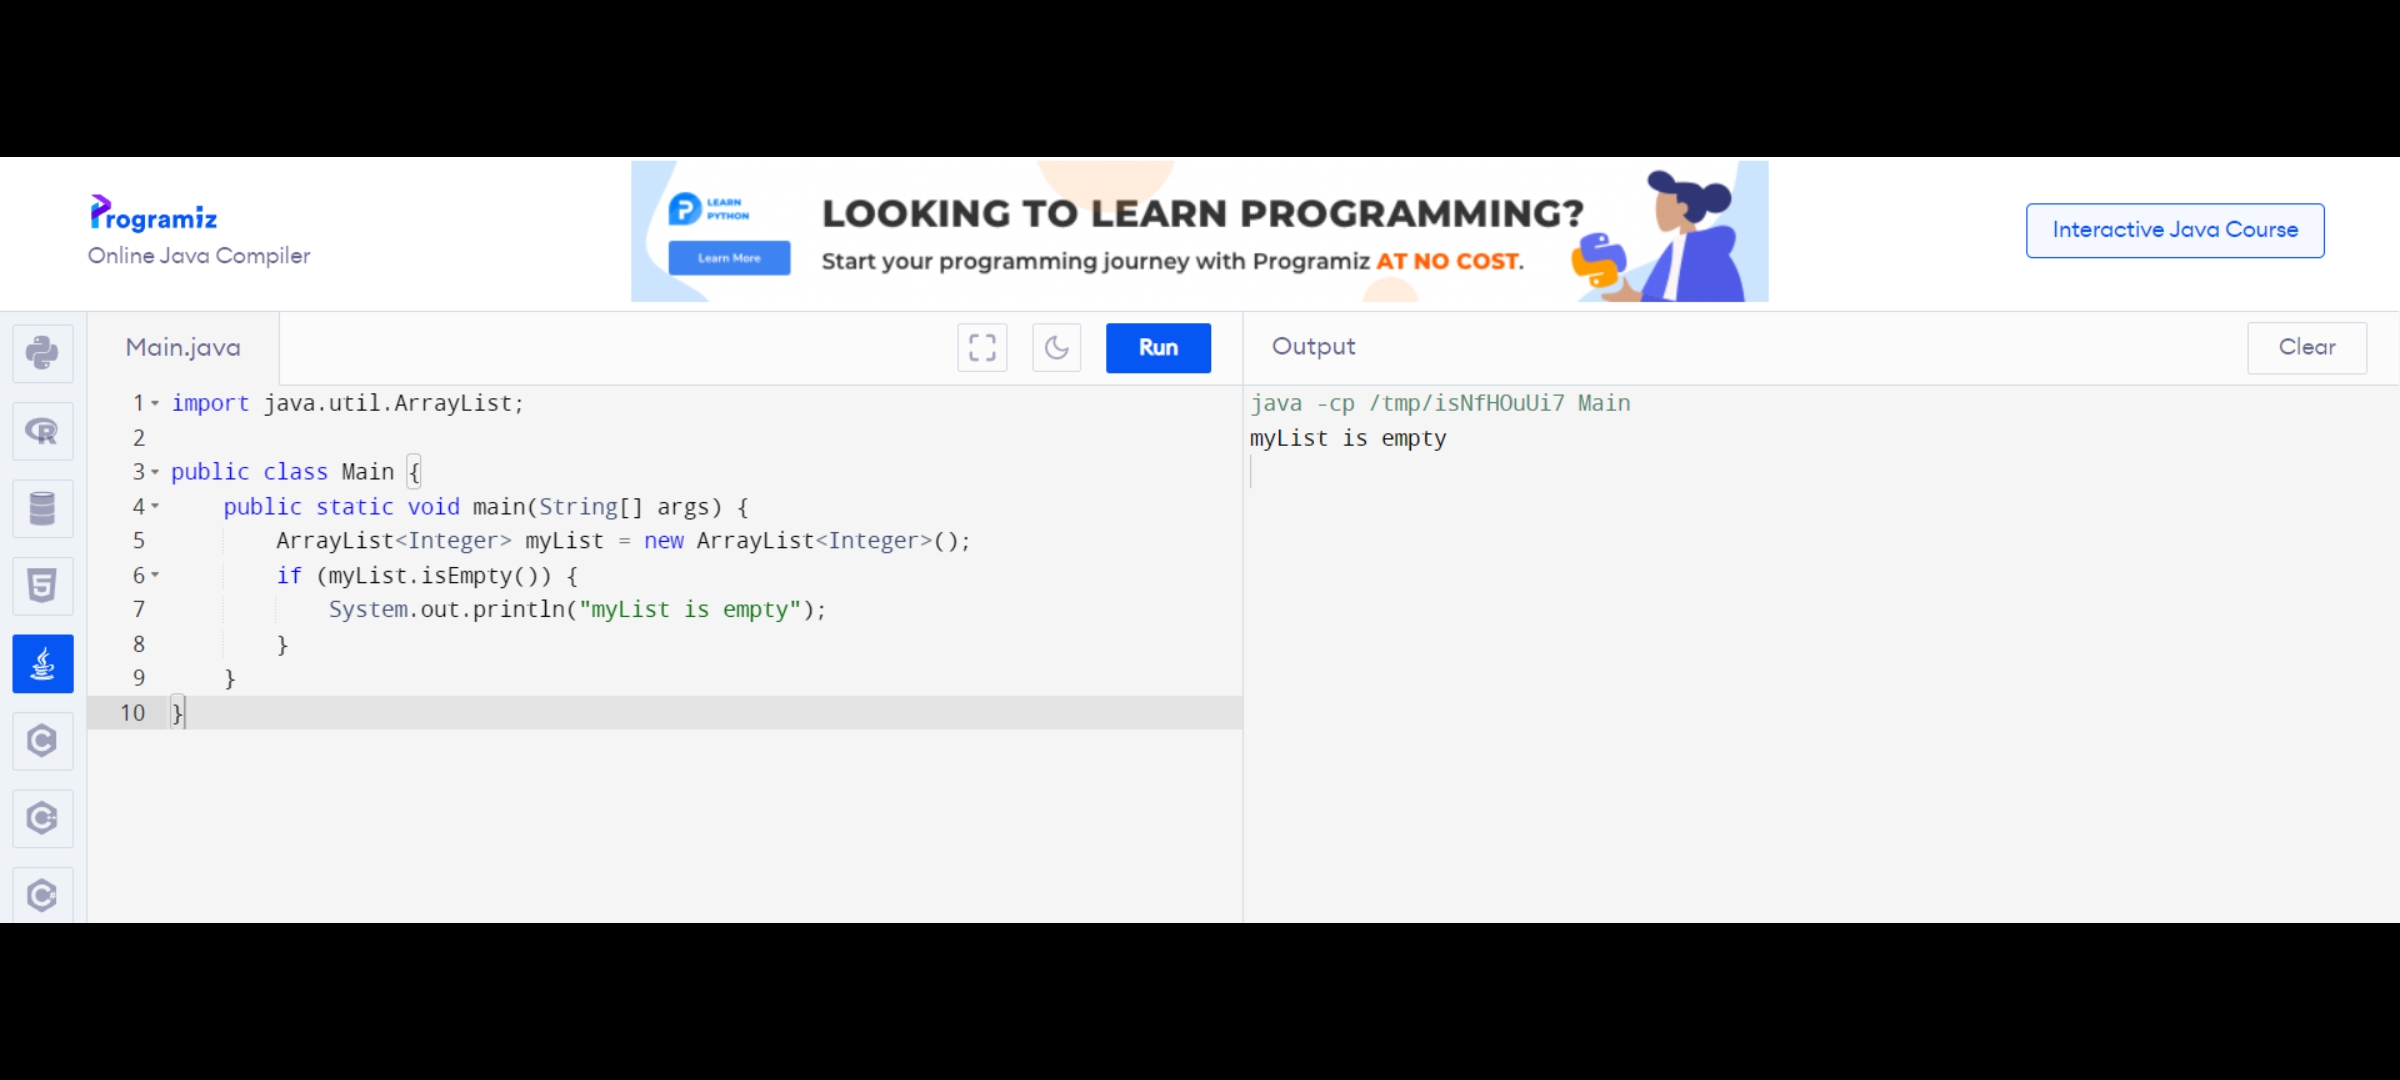 Programiz
Online Java Compiler
LEARN
PYTHON
Learn More
LOOKING TO LEARN PROGRAMMING?
Start your programming journey with Programiz AT NO COST.
Interactive Java Course
Main.java
Run
Output
Clear
1 import java.util.ArrayList;
2
3 public class Main {
4     public static void main(String[] args) {
5         ArrayList<Integer> myList = new ArrayList<Integer>();
6         if (myList.isEmpty()) {
7             System.out.println("myList is empty");
8         }
9     }
10 }
java -cp /tmp/isNfHOuUi7 Main
myList is empty